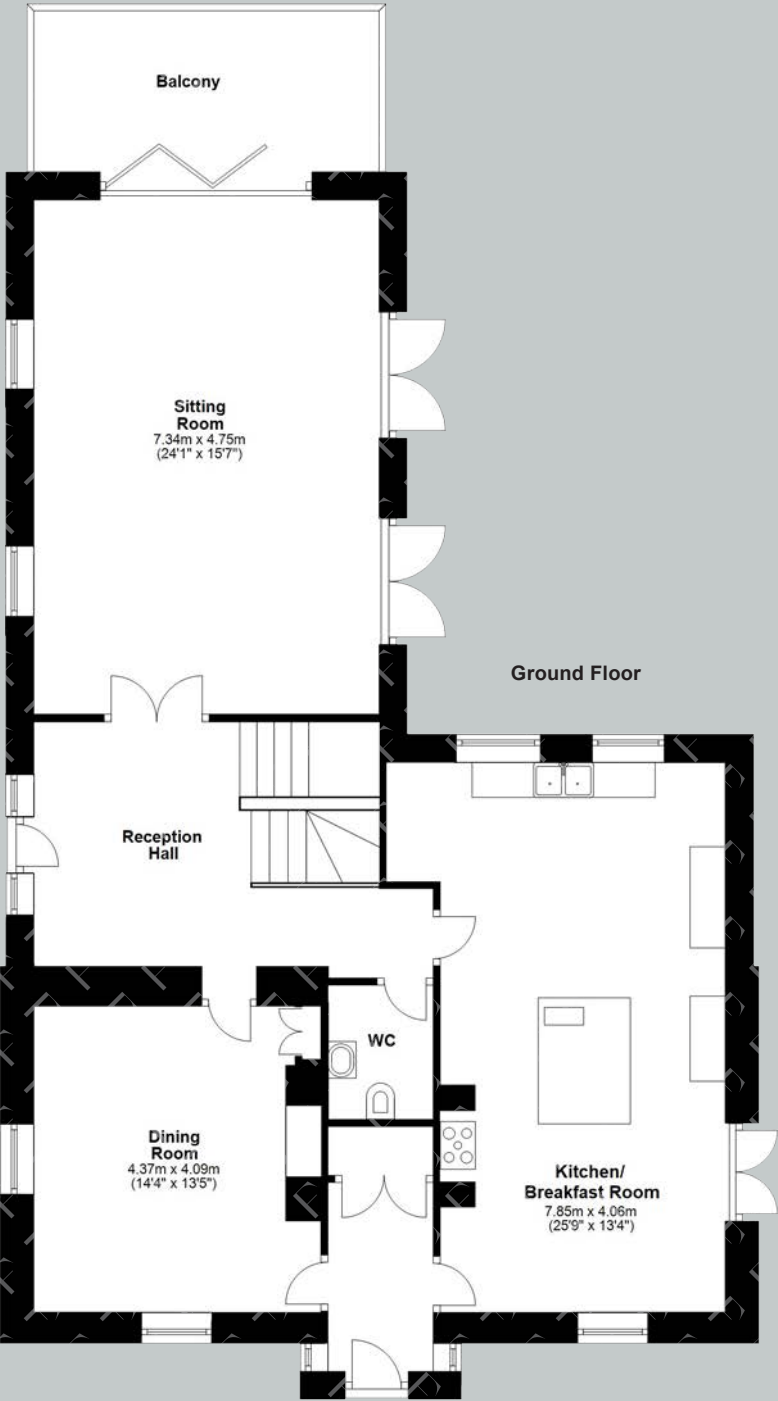 Balcony
Sitting
Room
7.34m x 4.75m
(24'1" x 15'7")
Ground Floor
Reception
Hall
WC
Dining
Room
4.37m x 4.09m
(14'4" x 13'5")
Kitchen/
Breakfast Room
7.85m x 4.06m
(25'9" x 13'4")